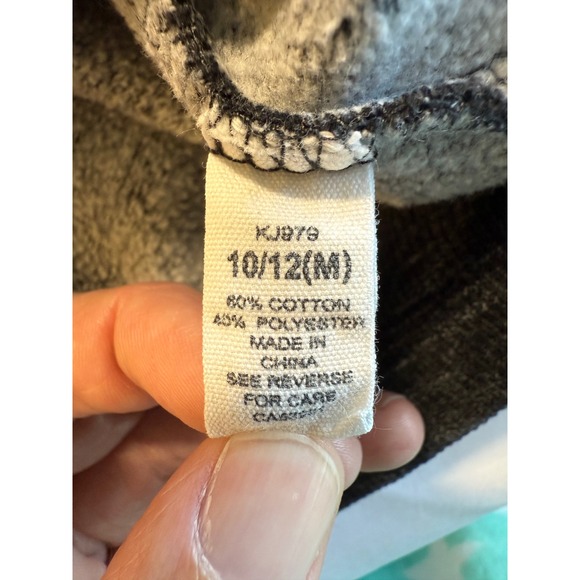 KJ979
10/12(M)
60% COTTON
40% POLYESTER
MADE IN
CHINA
SEE REVERSE
FOR CARE